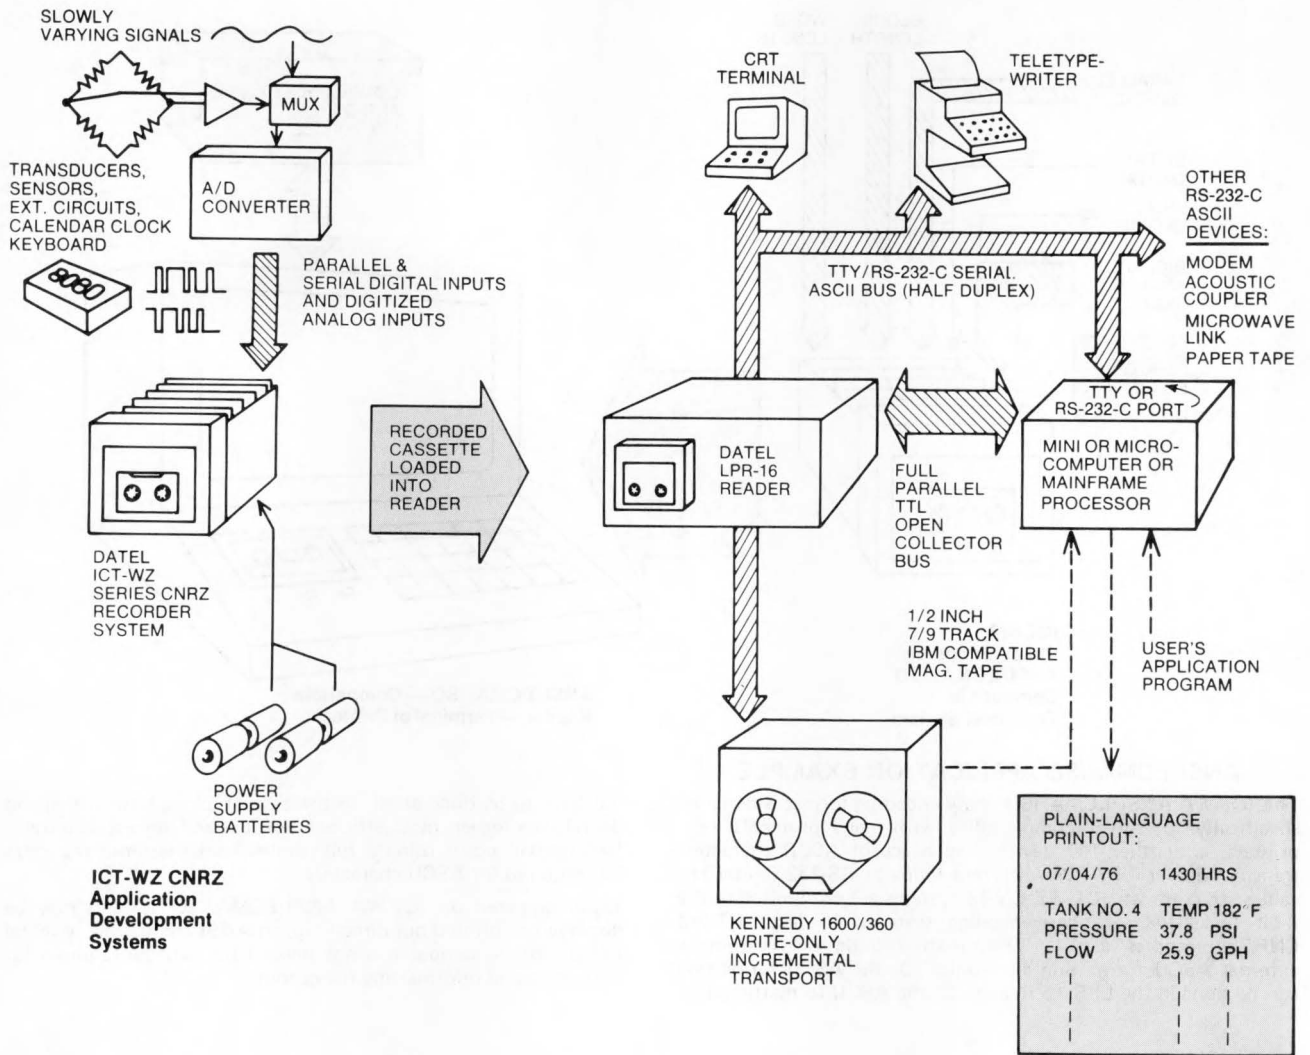 SLOWLY
VARYING SIGNALS
MUX
A/D
CONVERTER
TRANSDUCERS,
SENSORS,
EXT. CIRCUITS,
CALENDAR CLOCK
KEYBOARD
8080
PARALLEL &
SERIAL DIGITAL INPUTS
AND DIGITIZED
ANALOG INPUTS
DATEL
ICT-WZ
SERIES CNRZ
RECORDER
SYSTEM
POWER
SUPPLY
BATTERIES
ICT-WZ CNRZ
Application
Development
Systems
RECORDED
CASSETTE
LOADED
INTO
READER
CRT
TERMINAL
TELETYPE-
WRITER
OTHER
RS-232-C
ASCII
DEVICES:
MODEM
ACOUSTIC
COUPLER
MICROWAVE
LINK
PAPER TAPE
TTY/RS-232-C SERIAL.
ASCII BUS (HALF DUPLEX)
DATEL
LPR-16
READER
FULL
PARALLEL
TTL
OPEN
COLLECTOR
BUS
TTY OR
RS-232-C PORT
MINI OR MICRO-
COMPUTER OR
MAINFRAME
PROCESSOR
1/2 INCH
7/9 TRACK
IBM COMPATIBLE
MAG. TAPE
USER'S
APPLICATION
PROGRAM
KENNEDY 1600/360
WRITE-ONLY
INCREMENTAL
TRANSPORT
PLAIN-LANGUAGE
PRINTOUT:
07/04/76 1430 HRS
TANK NO. 4 TEMP 182°F
PRESSURE 37.8 PSI
FLOW 25.9 GPH